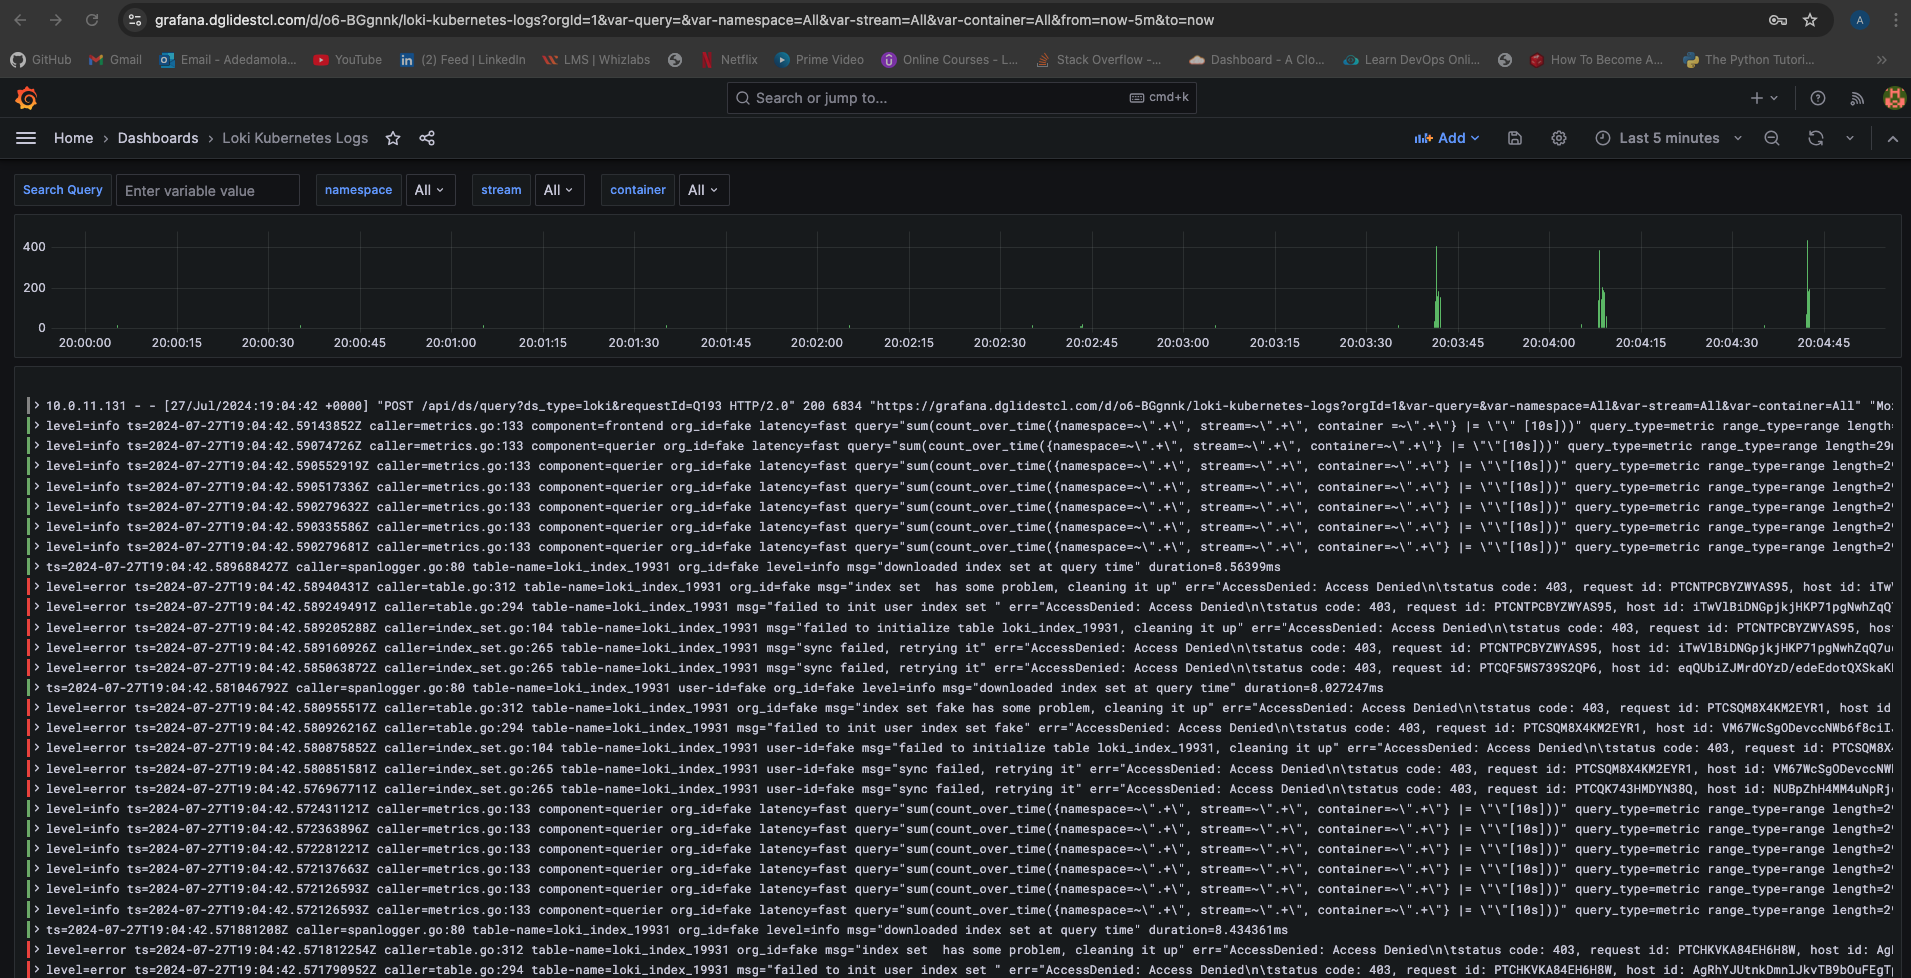 grafana.dglidestcl.com/d/o6-BGgnnk/loki-kubernetes-logs?orgId=1&var-query=&var-namespace=All&var-stream=All&var-container=All&from=now-5m&to=now
A
GitHub Gmail Email - Adedamola... YouTube (2) Feed | LinkedIn LMS | Whizlabs Netflix Prime Video Online Courses - L... Stack Overflow -... Dashboard - A Clo... Learn DevOps Onli... How To Become A... The Python Tutori... »
Search or jump to... cmd+k
Home › Dashboards › Loki Kubernetes Logs Add Last 5 minutes
Search Query Enter variable value namespace All stream All container All
400
200
0
20:00:00 20:00:15 20:00:30 20:00:45 20:01:00 20:01:15 20:01:30 20:01:45 20:02:00 20:02:15 20:02:30 20:02:45 20:03:00 20:03:15 20:03:30 20:03:45 20:04:00 20:04:15 20:04:30 20:04:45
10.0.11.131 - - [27/Jul/2024:19:04:42 +0000] "POST /api/ds/query?ds_type=loki&requestId=Q193 HTTP/2.0" 200 6834 "https://grafana.dglidestcl.com/d/o6-BGgnnk/loki-kubernetes-logs?orgId=1&var-query=&var-namespace=All&var-stream=All&var-container=All" "Mo
level=info ts=2024-07-27T19:04:42.59143852Z caller=metrics.go:133 component=frontend org_id=fake latency=fast query="sum(count_over_time({namespace=~\".+\", stream=~\".+\", container =~\".+\"} |= \"\" [10s]))" query_type=metric range_type=range length=
level=info ts=2024-07-27T19:04:42.59074726Z caller=metrics.go:133 component=querier org_id=fake latency=fast query="sum(count_over_time({namespace=~\".+\", stream=~\".+\", container=~\".+\"} |= \"\"[10s]))" query_type=metric range_type=range length=29
level=info ts=2024-07-27T19:04:42.590552919Z caller=metrics.go:133 component=querier org_id=fake latency=fast query="sum(count_over_time({namespace=~\".+\", stream=~\".+\", container=~\".+\"} |= \"\"[10s]))" query_type=metric range_type=range length=2
level=info ts=2024-07-27T19:04:42.590517336Z caller=metrics.go:133 component=querier org_id=fake latency=fast query="sum(count_over_time({namespace=~\".+\", stream=~\".+\", container=~\".+\"} |= \"\"[10s]))" query_type=metric range_type=range length=2
level=info ts=2024-07-27T19:04:42.590279632Z caller=metrics.go:133 component=querier org_id=fake latency=fast query="sum(count_over_time({namespace=~\".+\", stream=~\".+\", container=~\".+\"} |= \"\"[10s]))" query_type=metric range_type=range length=2
level=info ts=2024-07-27T19:04:42.590335586Z caller=metrics.go:133 component=querier org_id=fake latency=fast query="sum(count_over_time({namespace=~\".+\", stream=~\".+\", container=~\".+\"} |= \"\"[10s]))" query_type=metric range_type=range length=2
level=info ts=2024-07-27T19:04:42.590279681Z caller=metrics.go:133 component=querier org_id=fake latency=fast query="sum(count_over_time({namespace=~\".+\", stream=~\".+\", container=~\".+\"} |= \"\"[10s]))" query_type=metric range_type=range length=2
ts=2024-07-27T19:04:42.589688427Z caller=spanlogger.go:80 table-name=loki_index_19931 org_id=fake level=info msg="downloaded index set at query time" duration=8.56399ms
level=error ts=2024-07-27T19:04:42.58940431Z caller=table.go:312 table-name=loki_index_19931 org_id=fake msg="index set  has some problem, cleaning it up" err="AccessDenied: Access Denied\n\tstatus code: 403, request id: PTCNTPCBYZWYAS95, host id: iTw
level=error ts=2024-07-27T19:04:42.589249491Z caller=table.go:294 table-name=loki_index_19931 msg="failed to init user index set " err="AccessDenied: Access Denied\n\tstatus code: 403, request id: PTCNTPCBYZWYAS95, host id: iTwVlBiDNGpjkjHKP71pgNwhZqQ
level=error ts=2024-07-27T19:04:42.589205288Z caller=index_set.go:104 table-name=loki_index_19931 msg="failed to initialize table loki_index_19931, cleaning it up" err="AccessDenied: Access Denied\n\tstatus code: 403, request id: PTCNTPCBYZWYAS95, hos
level=error ts=2024-07-27T19:04:42.589160926Z caller=index_set.go:265 table-name=loki_index_19931 msg="sync failed, retrying it" err="AccessDenied: Access Denied\n\tstatus code: 403, request id: PTCNTPCBYZWYAS95, host id: iTwVlBiDNGpjkjHKP71pgNwhZqQ7u
level=error ts=2024-07-27T19:04:42.585063872Z caller=index_set.go:265 table-name=loki_index_19931 msg="sync failed, retrying it" err="AccessDenied: Access Denied\n\tstatus code: 403, request id: PTCQF5WS739S2QP6, host id: eqQUbiZJMrdOYzD/edeEdotQXSkaK
ts=2024-07-27T19:04:42.581046792Z caller=spanlogger.go:80 table-name=loki_index_19931 user-id=fake org_id=fake level=info msg="downloaded index set at query time" duration=8.027247ms
level=error ts=2024-07-27T19:04:42.580955517Z caller=table.go:312 table-name=loki_index_19931 org_id=fake msg="index set fake has some problem, cleaning it up" err="AccessDenied: Access Denied\n\tstatus code: 403, request id: PTCSQM8X4KM2EYR1, host id
level=error ts=2024-07-27T19:04:42.580926216Z caller=table.go:294 table-name=loki_index_19931 msg="failed to init user index set fake" err="AccessDenied: Access Denied\n\tstatus code: 403, request id: PTCSQM8X4KM2EYR1, host id: VM67WcSgODevccNWb6f8ciI
level=error ts=2024-07-27T19:04:42.580875852Z caller=index_set.go:104 table-name=loki_index_19931 user-id=fake msg="failed to initialize table loki_index_19931, cleaning it up" err="AccessDenied: Access Denied\n\tstatus code: 403, request id: PTCSQM8X
level=error ts=2024-07-27T19:04:42.580851581Z caller=index_set.go:265 table-name=loki_index_19931 user-id=fake msg="sync failed, retrying it" err="AccessDenied: Access Denied\n\tstatus code: 403, request id: PTCSQM8X4KM2EYR1, host id: VM67WcSgODevccNW
level=error ts=2024-07-27T19:04:42.576967711Z caller=index_set.go:265 table-name=loki_index_19931 user-id=fake msg="sync failed, retrying it" err="AccessDenied: Access Denied\n\tstatus code: 403, request id: PTCQK743HMDYN38Q, host id: NUBpZhH4MM4uNpRj
level=info ts=2024-07-27T19:04:42.572431121Z caller=metrics.go:133 component=querier org_id=fake latency=fast query="sum(count_over_time({namespace=~\".+\", stream=~\".+\", container=~\".+\"} |= \"\"[10s]))" query_type=metric range_type=range length=2
level=info ts=2024-07-27T19:04:42.572363896Z caller=metrics.go:133 component=querier org_id=fake latency=fast query="sum(count_over_time({namespace=~\".+\", stream=~\".+\", container=~\".+\"} |= \"\"[10s]))" query_type=metric range_type=range length=2
level=info ts=2024-07-27T19:04:42.572281221Z caller=metrics.go:133 component=querier org_id=fake latency=fast query="sum(count_over_time({namespace=~\".+\", stream=~\".+\", container=~\".+\"} |= \"\"[10s]))" query_type=metric range_type=range length=2
level=info ts=2024-07-27T19:04:42.572137663Z caller=metrics.go:133 component=querier org_id=fake latency=fast query="sum(count_over_time({namespace=~\".+\", stream=~\".+\", container=~\".+\"} |= \"\"[10s]))" query_type=metric range_type=range length=2
level=info ts=2024-07-27T19:04:42.572126593Z caller=metrics.go:133 component=querier org_id=fake latency=fast query="sum(count_over_time({namespace=~\".+\", stream=~\".+\", container=~\".+\"} |= \"\"[10s]))" query_type=metric range_type=range length=2
level=info ts=2024-07-27T19:04:42.572126593Z caller=metrics.go:133 component=querier org_id=fake latency=fast query="sum(count_over_time({namespace=~\".+\", stream=~\".+\", container=~\".+\"} |= \"\"[10s]))" query_type=metric range_type=range length=2
ts=2024-07-27T19:04:42.571881208Z caller=spanlogger.go:80 table-name=loki_index_19931 org_id=fake level=info msg="downloaded index set at query time" duration=8.434361ms
level=error ts=2024-07-27T19:04:42.571812254Z caller=table.go:312 table-name=loki_index_19931 org_id=fake msg="index set  has some problem, cleaning it up" err="AccessDenied: Access Denied\n\tstatus code: 403, request id: PTCHKVKA84EH6H8W, host id: Ag
level=error ts=2024-07-27T19:04:42.571790952Z caller=table.go:294 table-name=loki_index_19931 msg="failed to init user index set " err="AccessDenied: Access Denied\n\tstatus code: 403, request id: PTCHKVKA84EH6H8W, host id: AgRhYJUtnkDmnlJkvTB9bOuFEgT